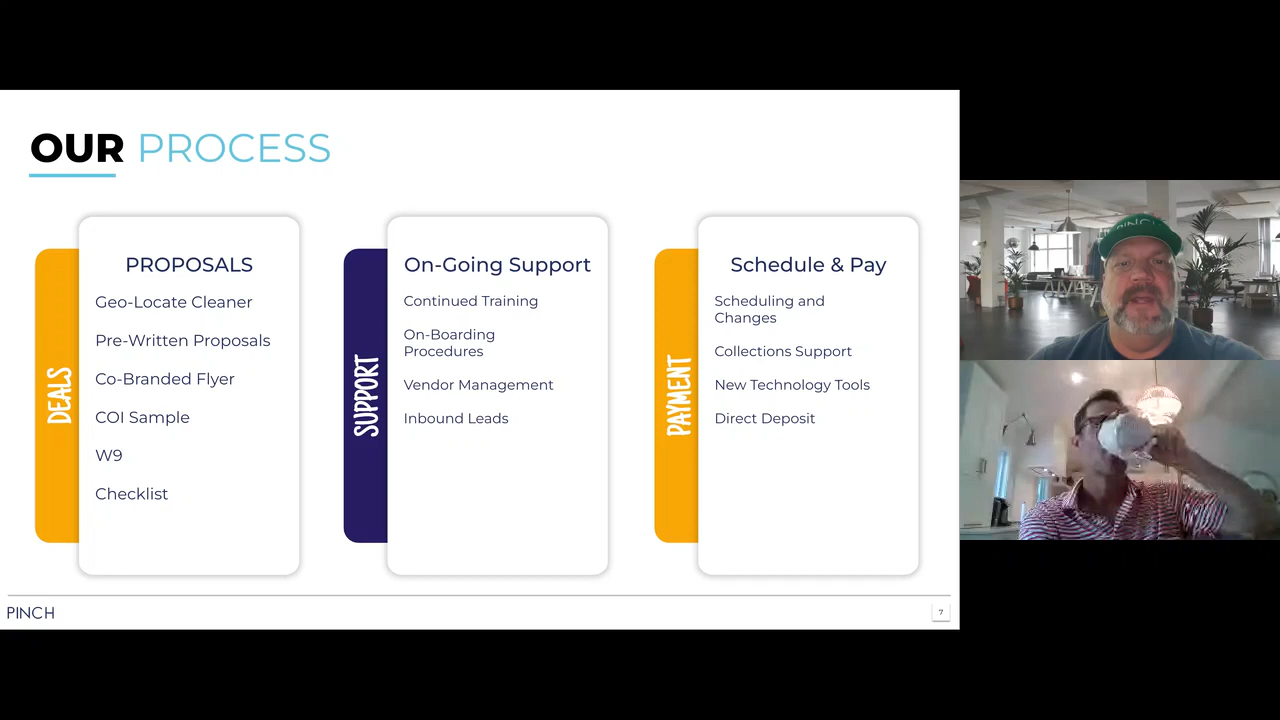 OUR PROCESS
DEALS
PROPOSALS
Geo-Locate Cleaner
Pre-Written Proposals
Co-Branded Flyer
COI Sample
W9
Checklist
SUPPORT
On-Going Support
Continued Training
On-Boarding
Procedures
Vendor Management
Inbound Leads
PAYMENT
Schedule & Pay
Scheduling and
Changes
Collections Support
New Technology Tools
Direct Deposit
PINCH
7
PINCH